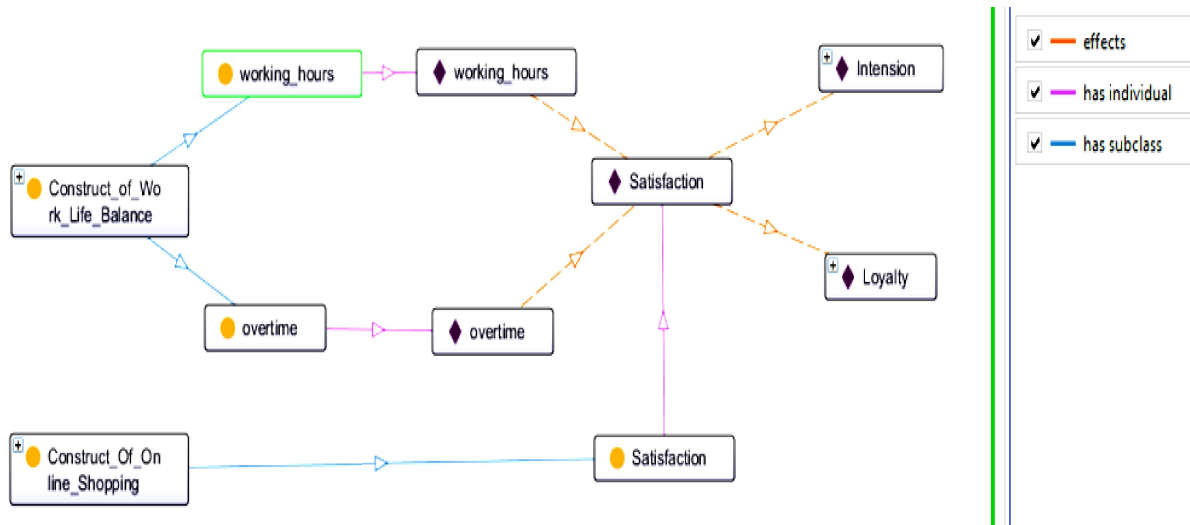 working_hours
working_hours
Intension
Construct_of_Wo
rk_Life_Balance
Satisfaction
Loyalty
overtime
overtime
Construct_Of_On
line_Shopping
Satisfaction
effects
has individual
has subclass